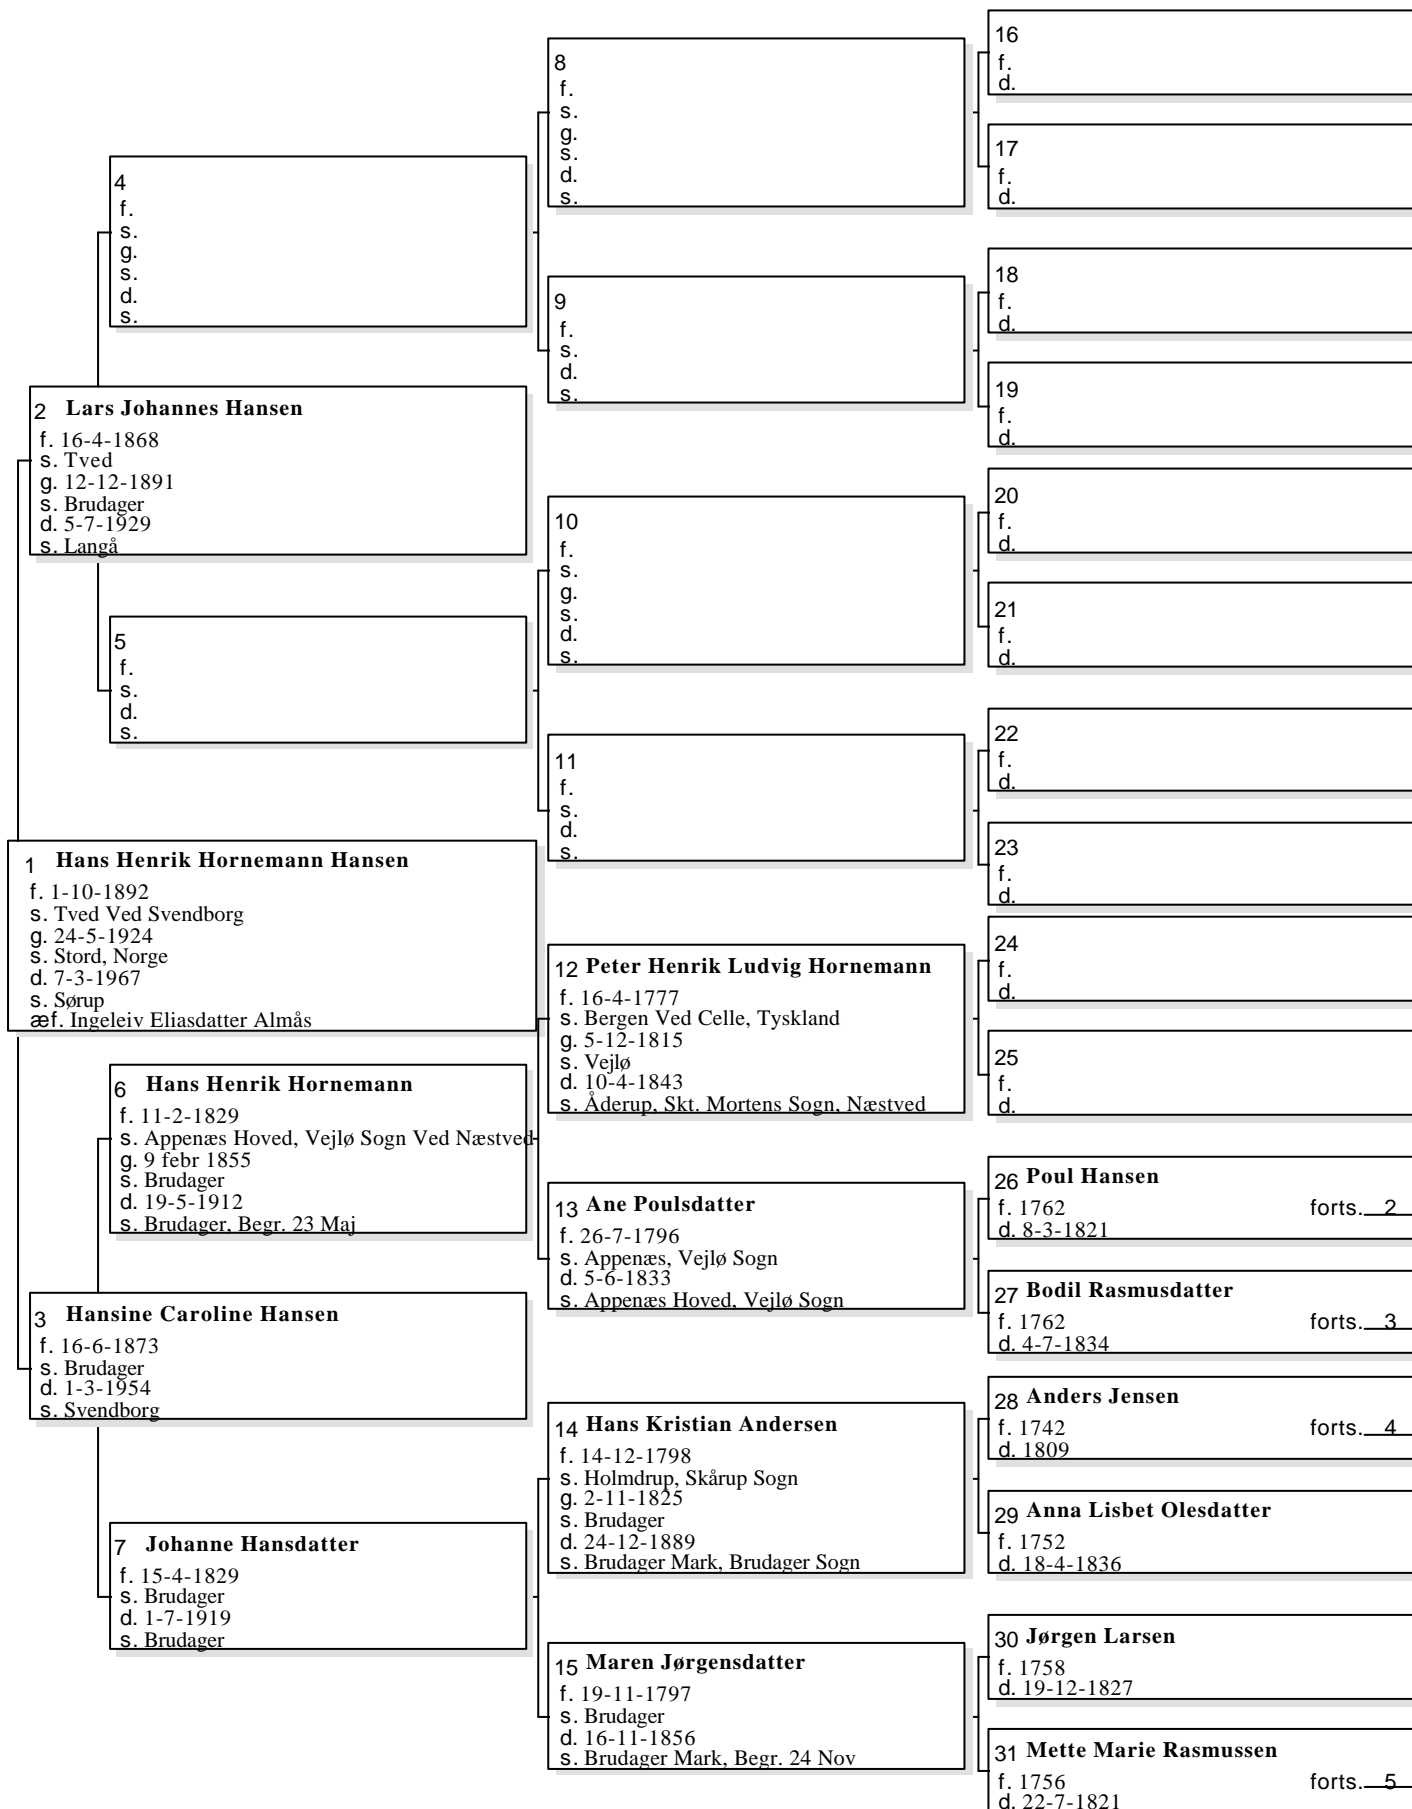 16
f.
d.
8
f.
s.
g.
s.
d.
s.
17
f.
d.
4
f.
s.
g.
s.
d.
s.
18
f.
d.
9
f.
s.
d.
s.
19
f.
d.
2 Lars Johannes Hansen
f. 16-4-1868
s. Tved
g. 12-12-1891
s. Brudager
d. 5-7-1929
s. Langå
20
f.
d.
10
f.
s.
g.
s.
d.
s.
21
f.
d.
5
f.
s.
d.
s.
22
f.
d.
11
f.
s.
d.
s.
23
f.
d.
1 Hans Henrik Hornemann Hansen
f. 1-10-1892
s. Tved Ved Svendborg
g. 24-5-1924
s. Stord, Norge
d. 7-3-1967
s. Sørup
æf. Ingeleiv Eliasdatter Almås
24
f.
d.
12 Peter Henrik Ludvig Hornemann
f. 16-4-1777
s. Bergen Ved Celle, Tyskland
g. 5-12-1815
s. Vejlø
d. 10-4-1843
s. Åderup, Skt. Mortens Sogn, Næstved
25
f.
d.
6 Hans Henrik Hornemann
f. 11-2-1829
s. Appenæs Hoved, Vejlø Sogn Ved Næstved
g. 9 febr 1855
s. Brudager
d. 19-5-1912
s. Brudager, Begr. 23 Maj
26 Poul Hansen
f. 1762 forts. 2
d. 8-3-1821
13 Ane Poulsdatter
f. 26-7-1796
s. Appenæs, Vejlø Sogn
d. 5-6-1833
s. Appenæs Hoved, Vejlø Sogn
27 Bodil Rasmusdatter
f. 1762 forts. 3
d. 4-7-1834
3 Hansine Caroline Hansen
f. 16-6-1873
s. Brudager
d. 1-3-1954
s. Svendborg
28 Anders Jensen
f. 1742 forts. 4
d. 1809
14 Hans Kristian Andersen
f. 14-12-1798
s. Holmdrup, Skårup Sogn
g. 2-11-1825
s. Brudager
d. 24-12-1889
s. Brudager Mark, Brudager Sogn
29 Anna Lisbet Olesdatter
f. 1752
d. 18-4-1836
7 Johanne Hansdatter
f. 15-4-1829
s. Brudager
d. 1-7-1919
s. Brudager
30 Jørgen Larsen
f. 1758
d. 19-12-1827
15 Maren Jørgensdatter
f. 19-11-1797
s. Brudager
d. 16-11-1856
s. Brudager Mark, Begr. 24 Nov
31 Mette Marie Rasmussen
f. 1756 forts. 5
d. 22-7-1821